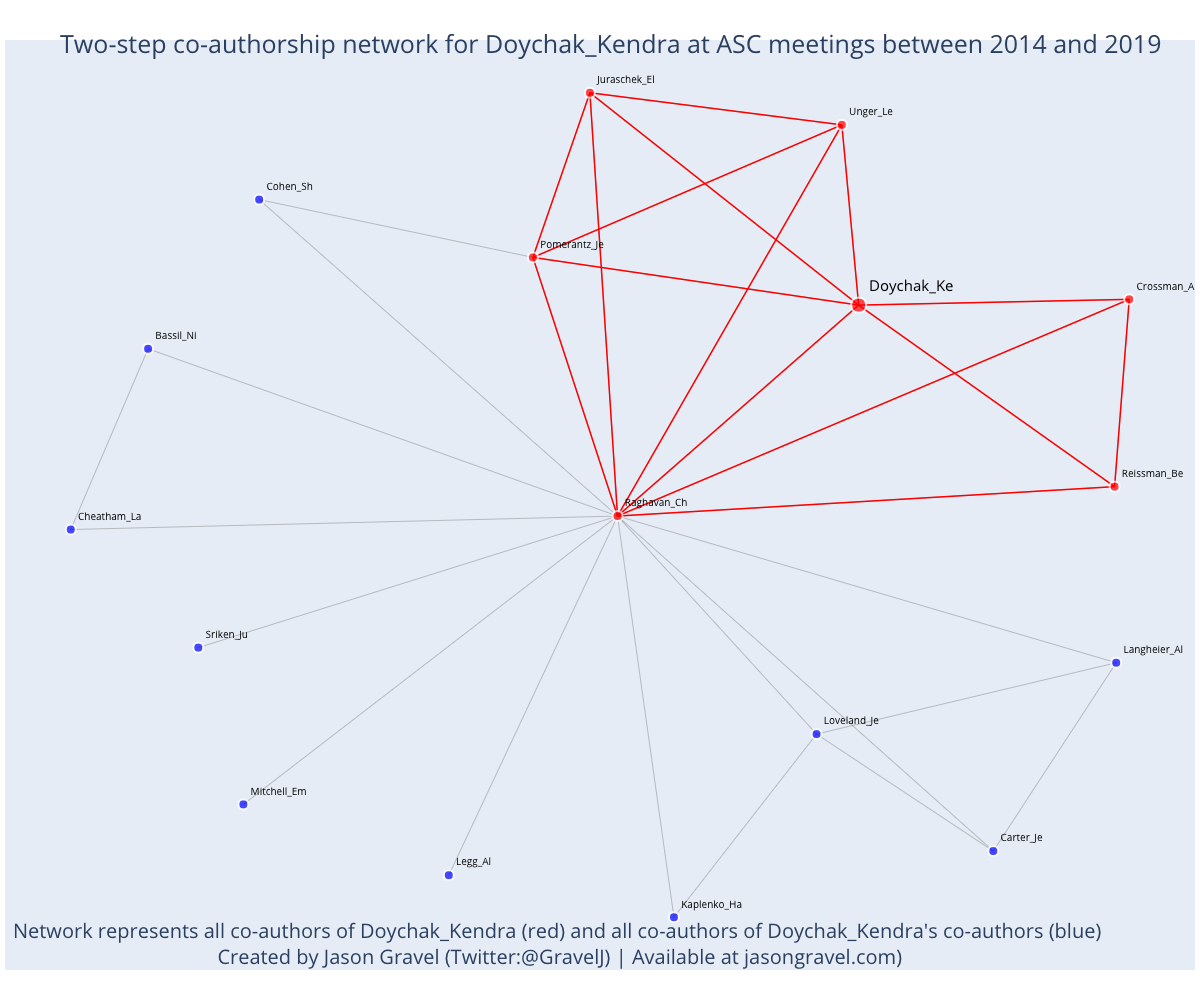 Two-step co-authorship network for Doychak_Kendra at ASC meetings between 2014 and 2019
Juraschek_El
Unger_Le
Cohen_Sh
Pomerantz_Je
Doychak_Ke
Crossman_A
Bassil_Ni
Reissman_Be
Raghavan_Ch
Cheatham_La
Sriken_Ju
Langheier_Al
Loveland_Je
Mitchell_Em
Carter_Je
Legg_Al
Kaplenko_Ha
Network represents all co-authors of Doychak_Kendra (red) and all co-authors of Doychak_Kendra's co-authors (blue)
Created by Jason Gravel (Twitter:@GravelJ) | Available at jasongravel.com)